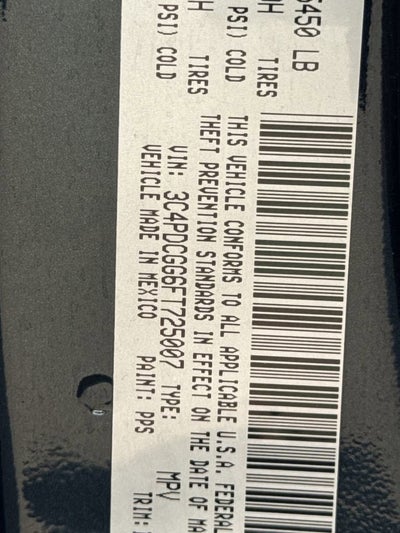 6450 LB
H TIRES
PSI) COLD
H TIRES
PSI) COLD
THIS VEHICLE CONFORMS TO ALL APPLICABLE U.S.A. FEDERAL
THEFT PREVENTION STANDARDS IN EFFECT ON THE DATE OF MA
VIN: 3C4PDCGG6FT725007 TYPE: MPV
VEHICLE MADE IN MEXICO PAINT: PPS TRIM: